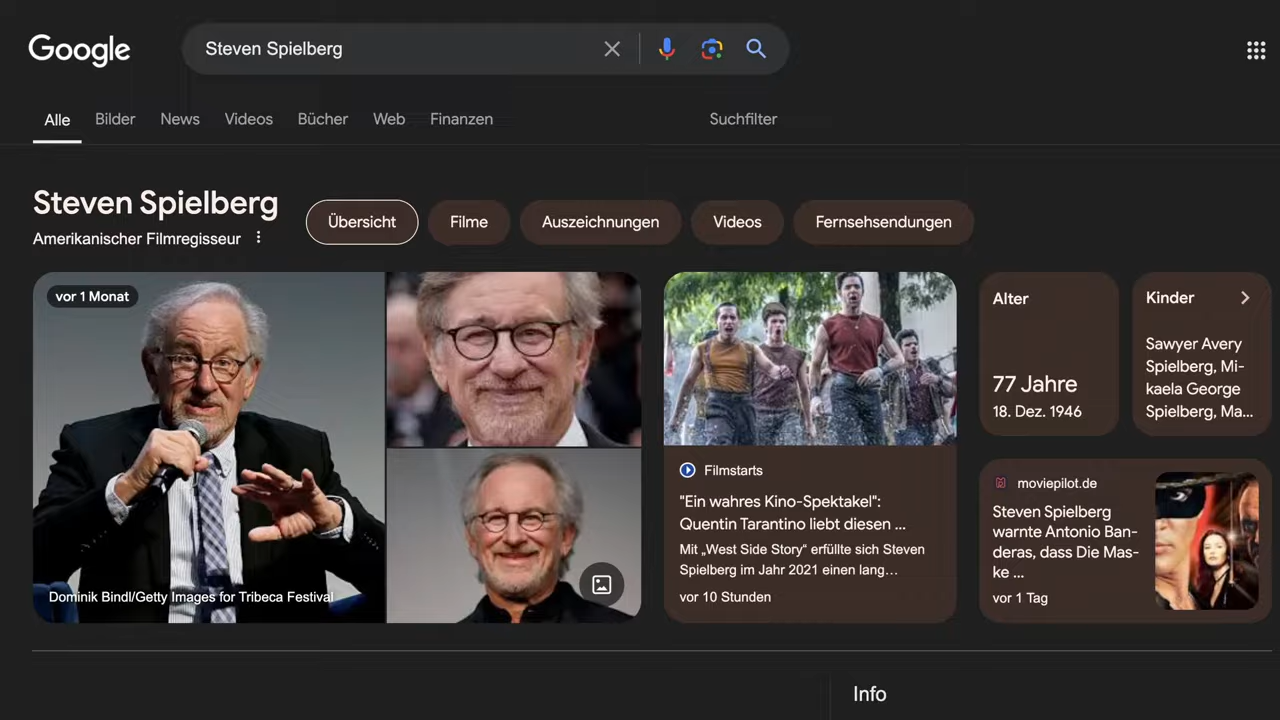 Google
Steven Spielberg
Alle
Bilder
News
Videos
Bücher
Web
Finanzen
Suchfilter
Steven Spielberg
Amerikanischer Filmregisseur
Übersicht
Filme
Auszeichnungen
Videos
Fernsehsendungen
vor 1 Monat
Dominik Bindl/Getty Images for Tribeca Festival
Filmstarts
"Ein wahres Kino-Spektakel":
Quentin Tarantino liebt diesen ...
Mit „West Side Story“ erfüllte sich Steven
Spielberg im Jahr 2021 einen lang...
vor 10 Stunden
Alter
77 Jahre
18. Dez. 1946
Kinder
Sawyer Avery
Spielberg, Mi-
kaela George
Spielberg, Ma...
moviepilot.de
Steven Spielberg
warnte Antonio Ban-
deras, dass Die Mas-
ke ...
vor 1 Tag
Info